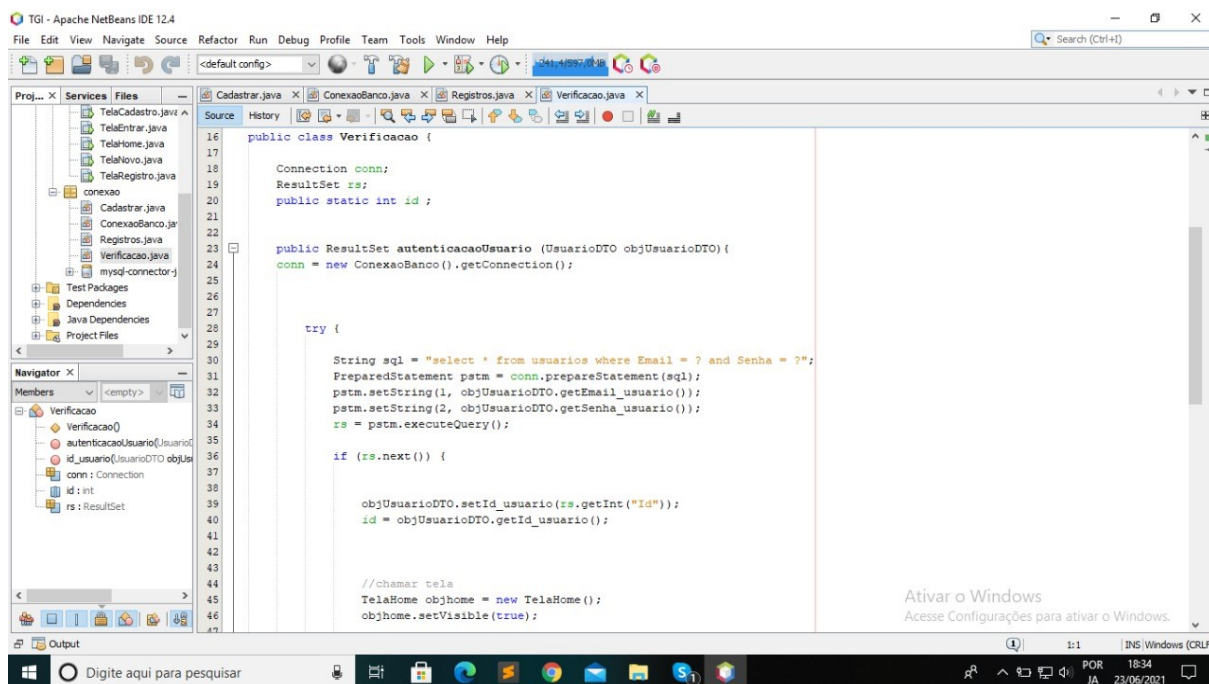 TGI - Apache NetBeans IDE 12.4
File Edit View Navigate Source Refactor Run Debug Profile Team Tools Window Help
Search (Ctrl+I)
<default config>
241,4/597,0MB
Proj... Services Files
Cadastrar.java ConexaoBanco.java Registros.java Verificacao.java
Source History
TelaCadastro.java
TelaEntrar.java
TelaHome.java
TelaNovo.java
TelaRegistro.java
conexao
Cadastrar.java
ConexaoBanco.jav
Registros.java
Verificacao.java
mysql-connector-j
Test Packages
Dependencies
Java Dependencies
Project Files
Navigator
Members <empty>
Verificacao
Verificacao()
autenticacaoUsuario(UsuarioD
id_usuario(UsuarioDTO objUsu
conn : Connection
id : int
rs : ResultSet
16 public class Verificacao {
17
18 Connection conn;
19 ResultSet rs;
20 public static int id ;
21
22
23 public ResultSet autenticacaoUsuario (UsuarioDTO objUsuarioDTO){
24 conn = new ConexaoBanco().getConnection();
25
26
27
28 try {
29
30 String sql = "select * from usuarios where Email = ? and Senha = ?";
31 PreparedStatement pstm = conn.prepareStatement(sql);
32 pstm.setString(1, objUsuarioDTO.getEmail_usuario());
33 pstm.setString(2, objUsuarioDTO.getSenha_usuario());
34 rs = pstm.executeQuery();
35
36 if (rs.next()) {
37
38
39 objUsuarioDTO.setId_usuario(rs.getInt("Id"));
40 id = objUsuarioDTO.getId_usuario();
41
42
43
44 //chamar tela
45 TelaHome objhome = new TelaHome();
46 objhome.setVisible(true);
47
Ativar o Windows
Acesse Configurações para ativar o Windows.
Output
1 1:1 INS Windows (CRLF
Digite aqui para pesquisar
POR
JA
18:34
23/06/2021